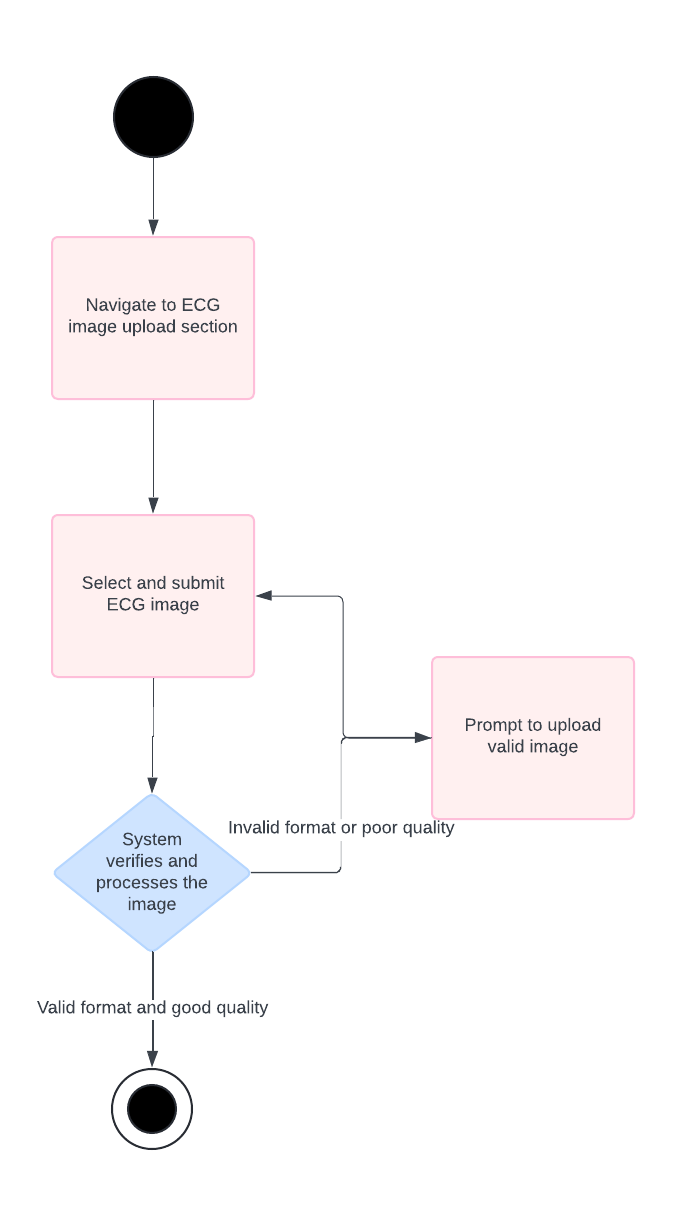 Navigate to ECG
image upload section
Select and submit
ECG image
Prompt to upload
valid image
Invalid format or poor quality
System
verifies and
processes the
image
Valid format and good quality